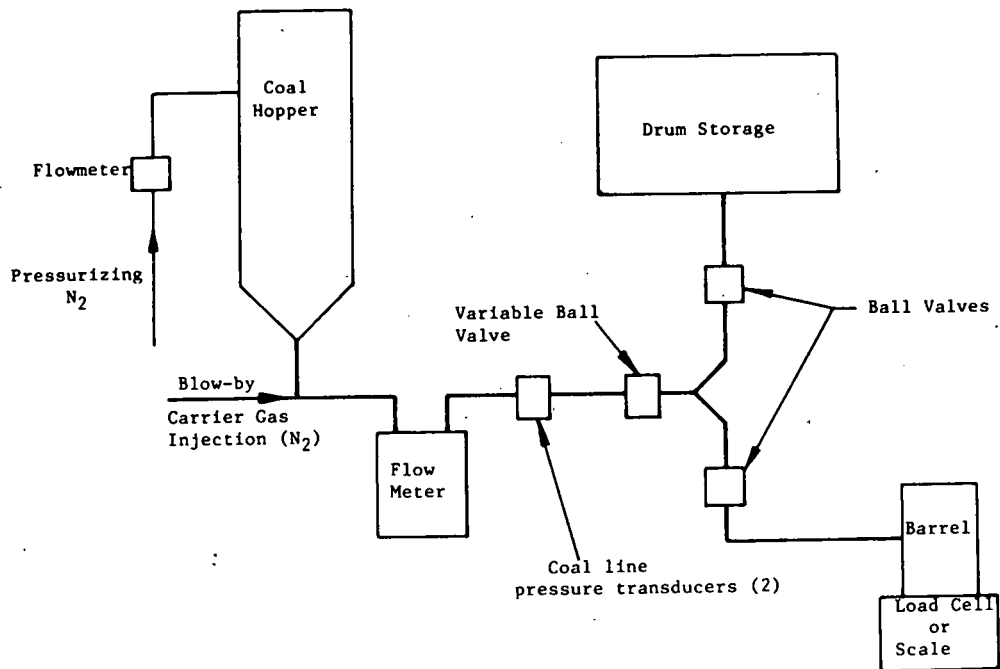 Coal
Hopper
Drum Storage
Flowmeter
Pressurizing
N2
Variable Ball
Valve
Ball Valves
Blow-by
Carrier Gas
Injection (N2)
Flow
Meter
Coal line
pressure transducers (2)
Barrel
Load Cell
or
Scale